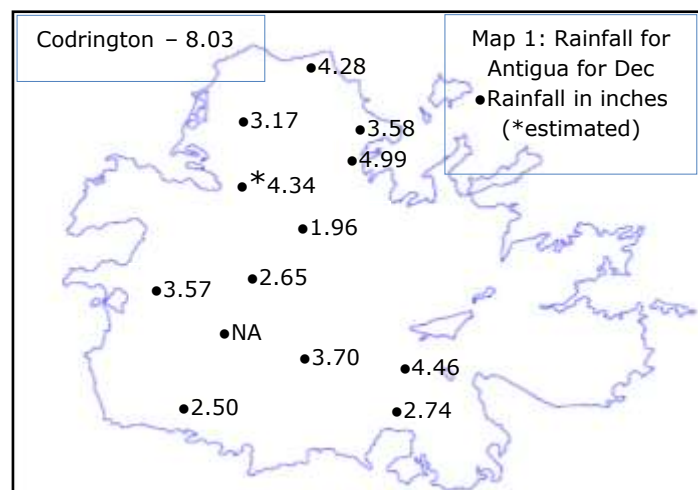 Codrington – 8.03
Map 1: Rainfall for
Antigua for Dec
●Rainfall in inches
(*estimated)
●4.28
●3.17
●3.58
●4.99
●*4.34
●1.96
●2.65
●3.57
●NA
●3.70
●4.46
●2.50
●2.74